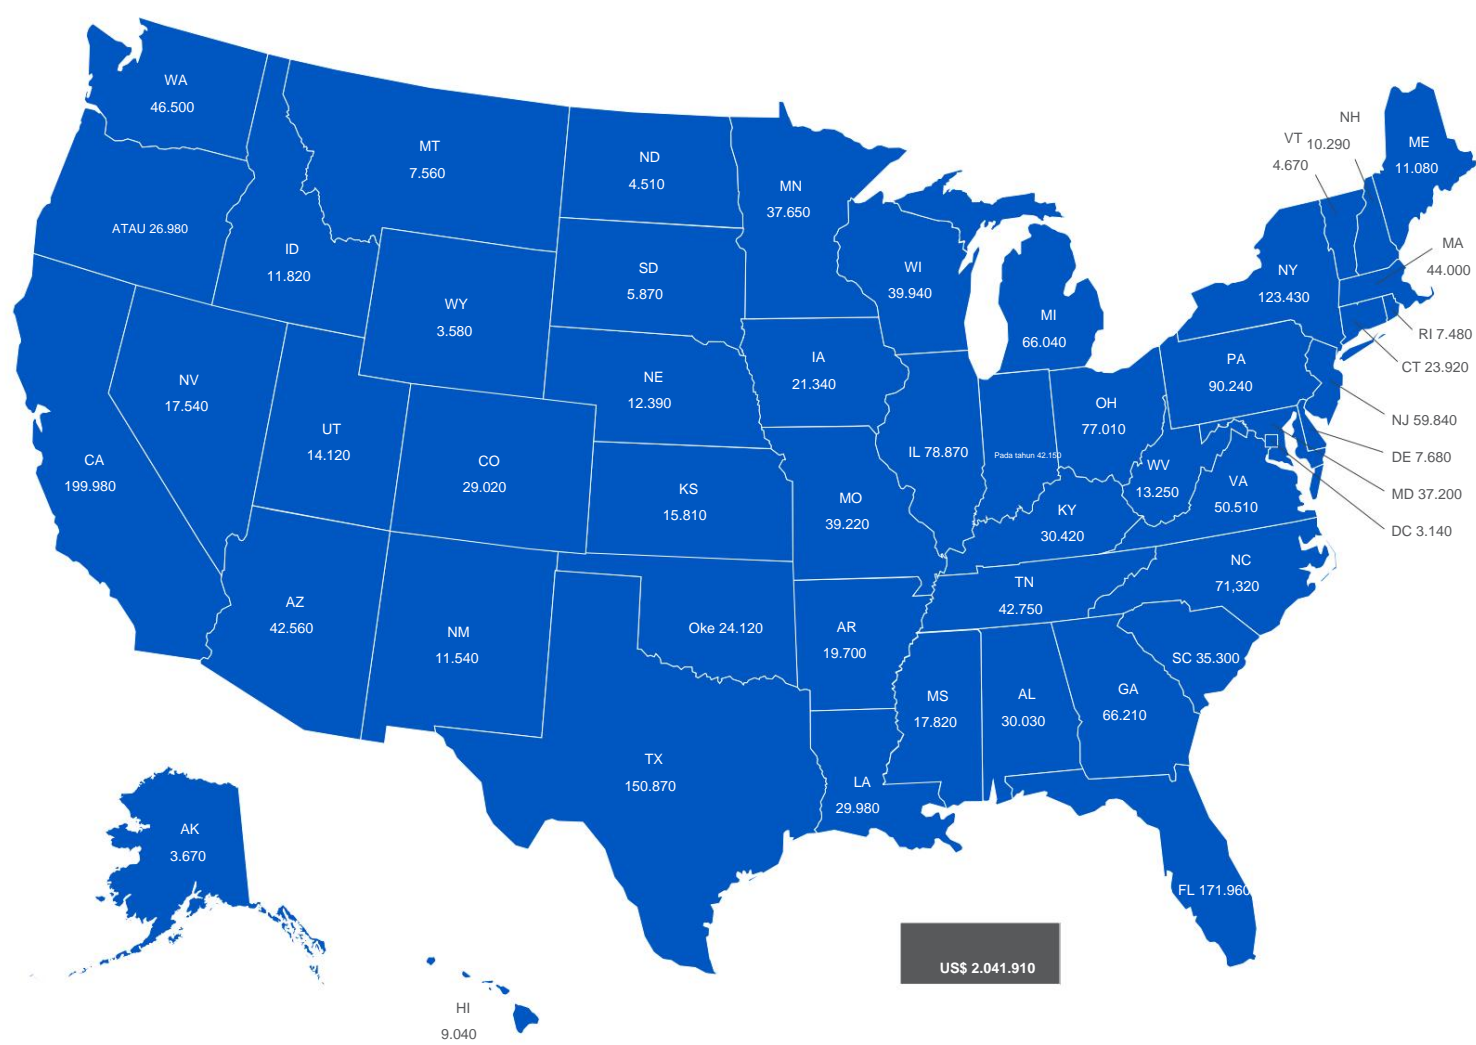 WA
46.500
MT
7.560
ND
4.510
MN
37.650
NH
VT 10.290
4.670
ME
11.080
ATAU 26.980
ID
11.820
SD
5.870
WI
39.940
NY
123.430
MA
44.000
WY
3.580
MI
66.040
RI 7.480
NV
17.540
NE
12.390
IA
21.340
PA
90.240
CT 23.920
UT
14.120
OH
77.010
NJ 59.840
CA
199.980
CO
29.020
KS
15.810
IL 78.870
Pada tahun 42.150
WV
13.250
VA
50.510
DE 7.680
MD 37.200
MO
39.220
KY
30.420
DC 3.140
AZ
42.560
NM
11.540
Oke 24.120
AR
19.700
TN
42.750
NC
71,320
SC 35.300
MS
17.820
AL
30.030
GA
66.210
TX
150.870
LA
29.980
AK
3.670
FL 171.960
US$ 2.041.910
HI
9.040